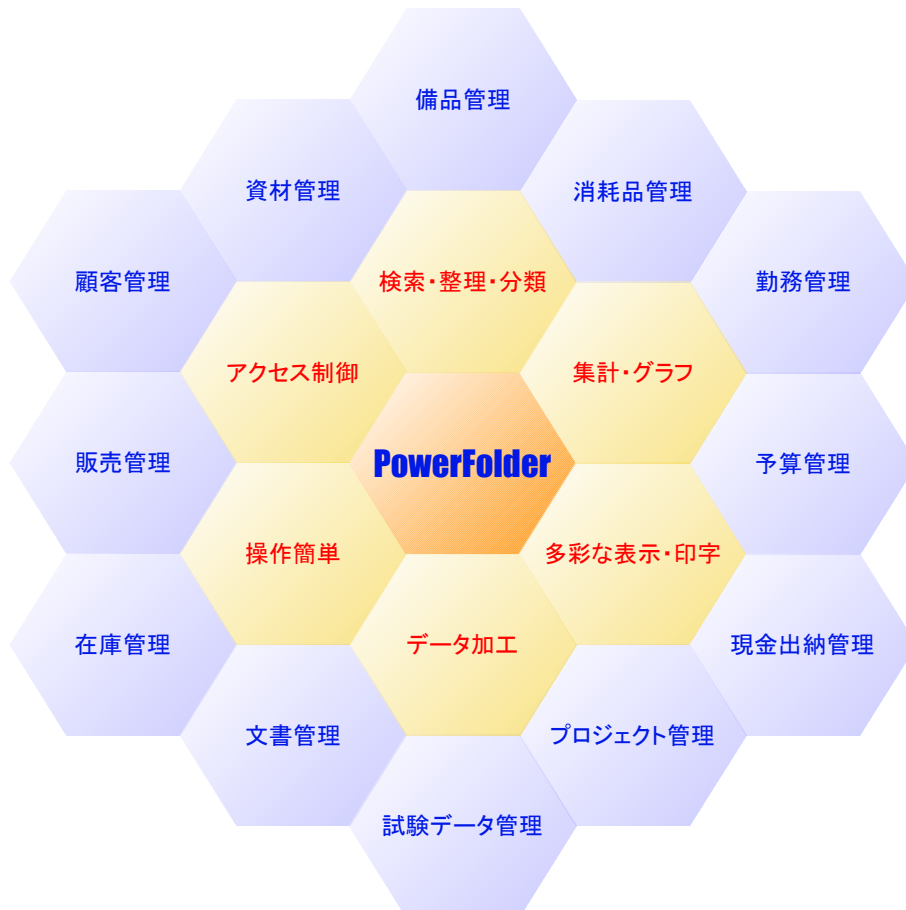 備品管理
資材管理
消耗品管理
顧客管理
検索・整理・分類
勤務管理
アクセス制御
集計・グラフ
販売管理
PowerFolder
予算管理
操作簡単
多彩な表示・印字
在庫管理
データ加工
現金出納管理
文書管理
プロジェクト管理
試験データ管理